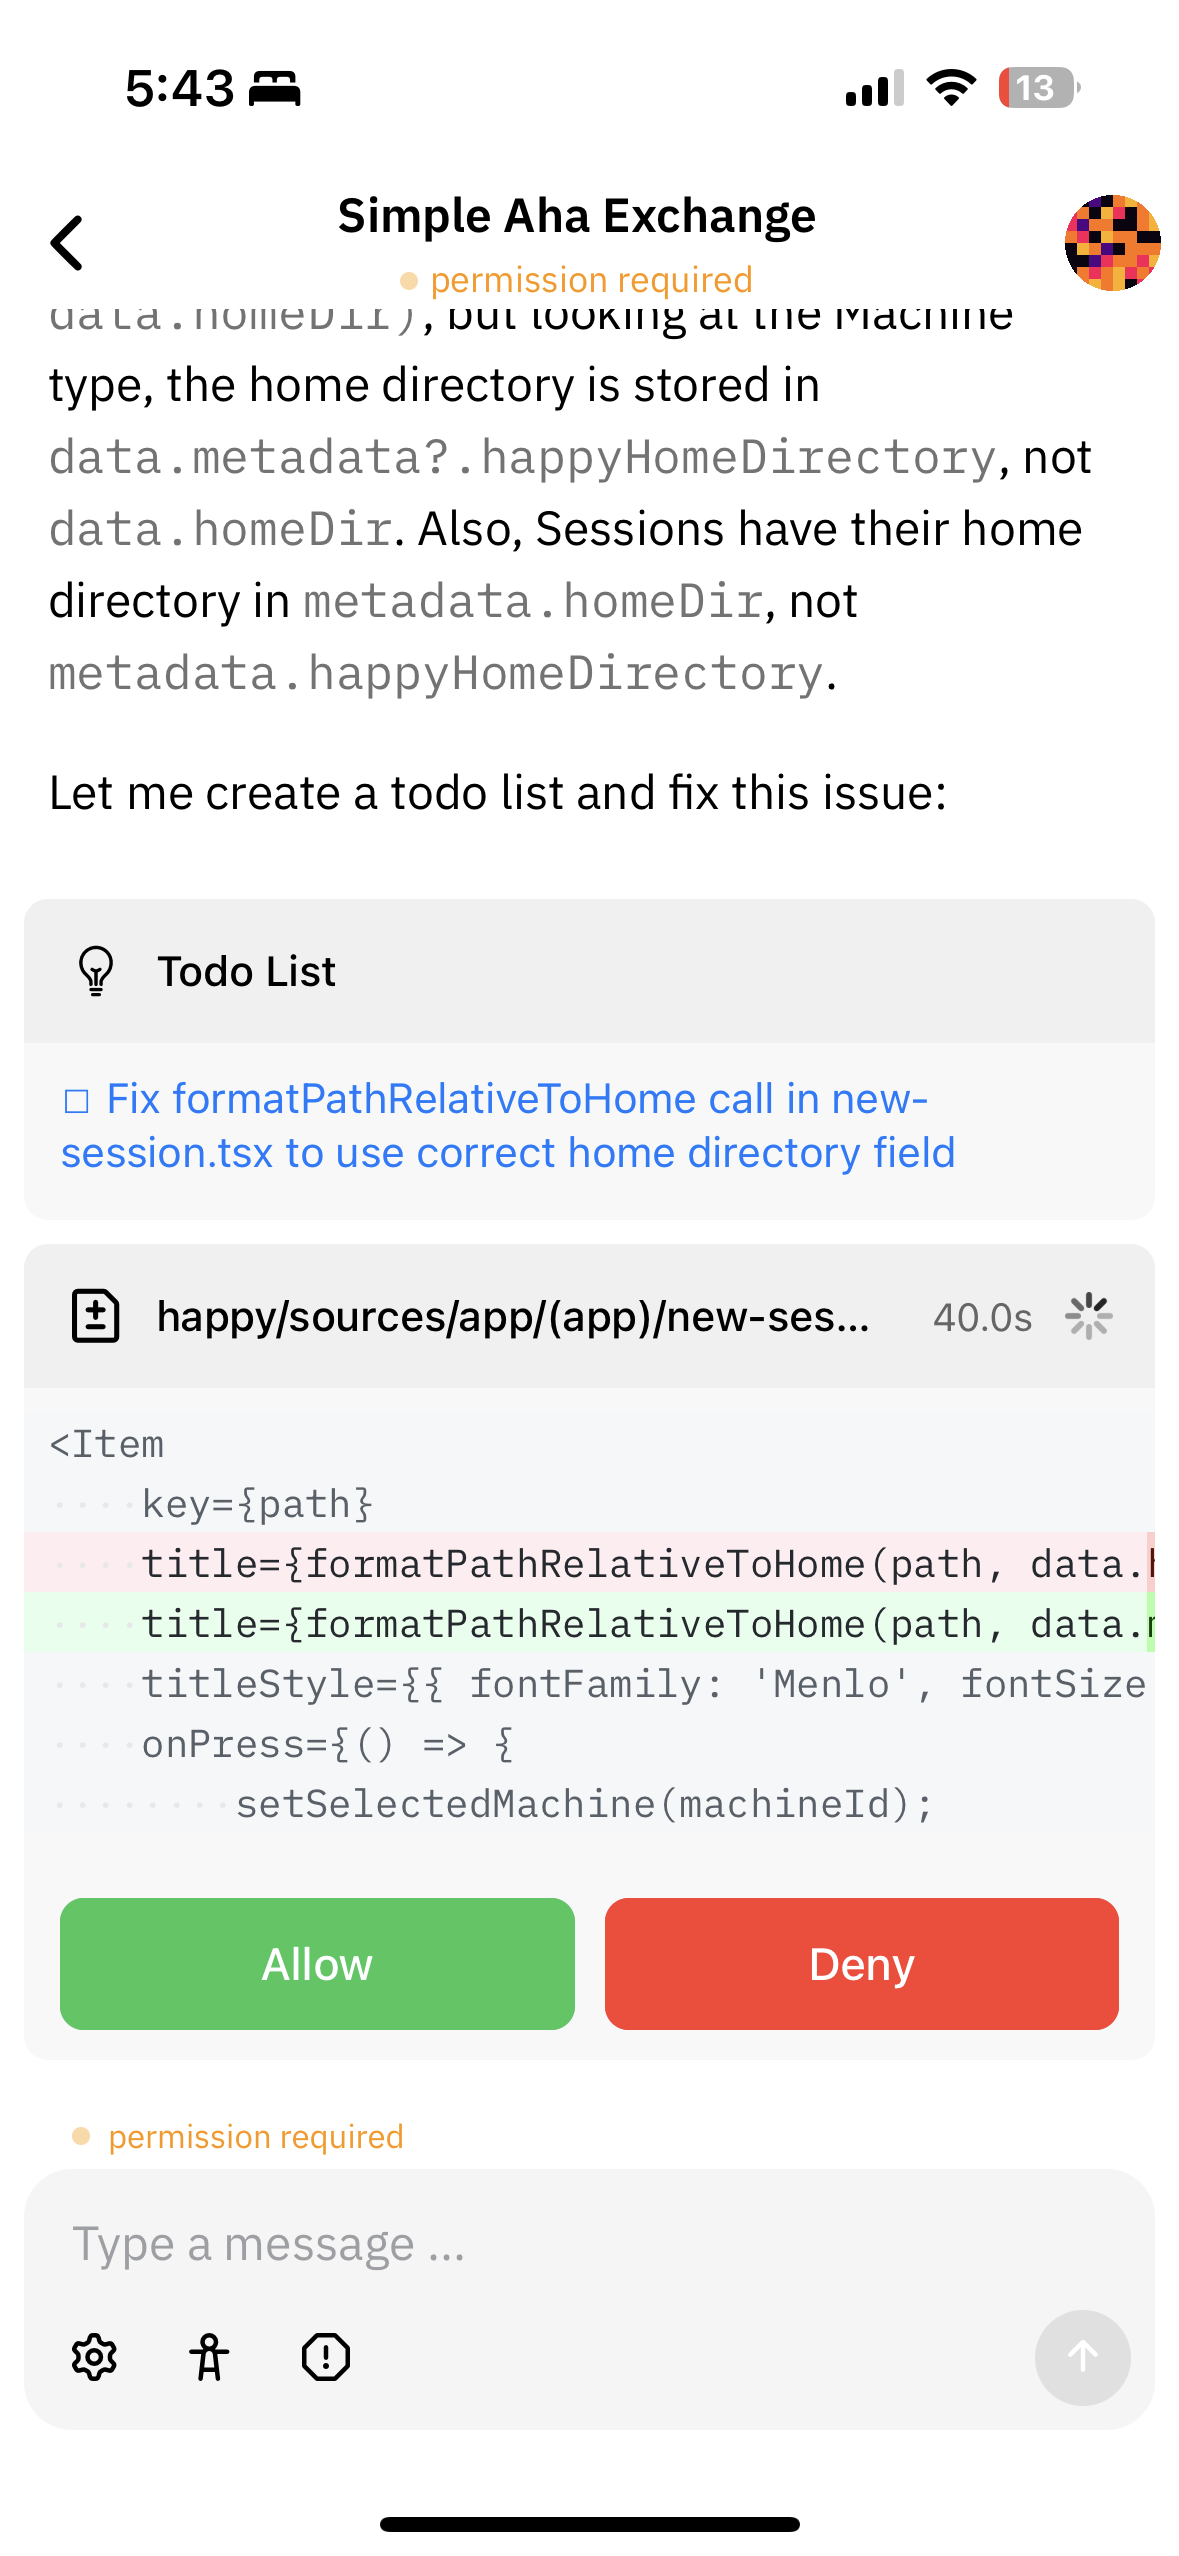 5:43
13
Simple Aha Exchange
permission required
data.homeDir), but looking at the Machine
type, the home directory is stored in
data.metadata?.happyHomeDirectory, not
data.homeDir. Also, Sessions have their home
directory in metadata.homeDir, not
metadata.happyHomeDirectory.
Let me create a todo list and fix this issue:
Todo List
☐ Fix formatPathRelativeToHome call in new-
session.tsx to use correct home directory field
happy/sources/app/(app)/new-ses... 40.0s
<Item
····key={path}
····title={formatPathRelativeToHome(path, data.
····title={formatPathRelativeToHome(path, data.
····titleStyle={{ fontFamily: 'Menlo', fontSize
····onPress={() => {
········setSelectedMachine(machineId);
Allow
Deny
permission required
Type a message ...